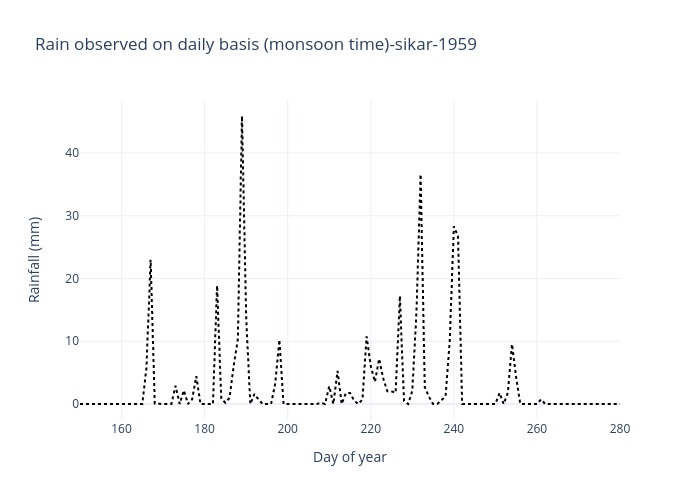 Rain observed on daily basis (monsoon time)-sikar-1959
Rainfall (mm)
40
30
20
10
0
160 180 200 220 240 260 280
Day of year